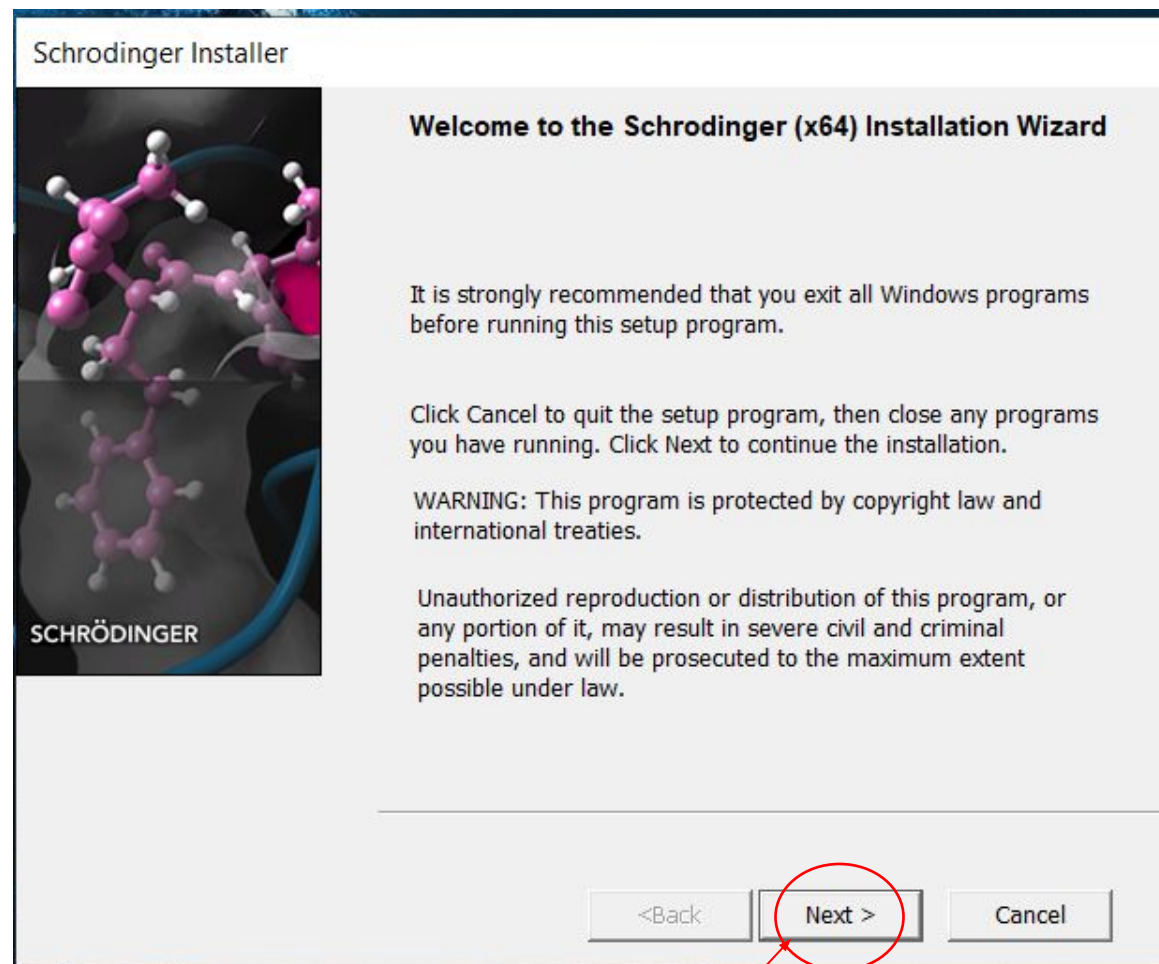 Schrodinger Installer
Welcome to the Schrodinger (x64) Installation Wizard
It is strongly recommended that you exit all Windows programs
before running this setup program.
Click Cancel to quit the setup program, then close any programs
you have running. Click Next to continue the installation.
WARNING: This program is protected by copyright law and
international treaties.
Unauthorized reproduction or distribution of this program, or
any portion of it, may result in severe civil and criminal
penalties, and will be prosecuted to the maximum extent
possible under law.
SCHRÖDINGER
<Back Next > Cancel